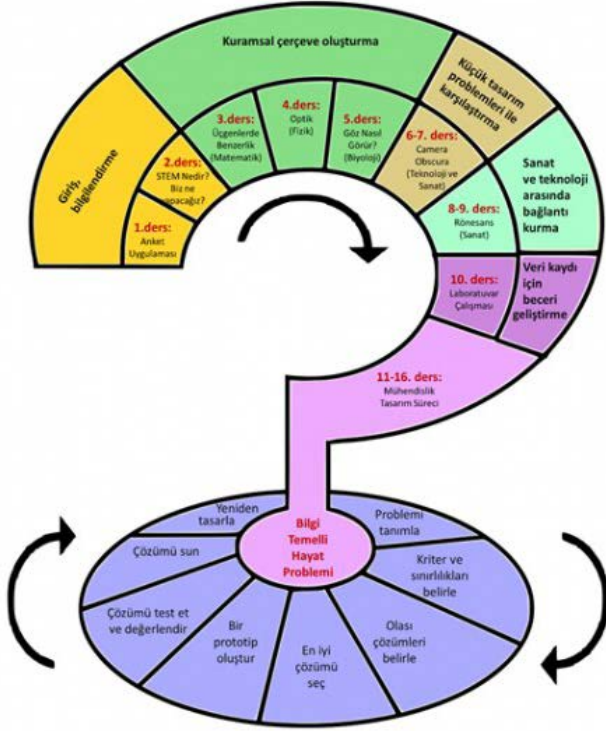 Kuramsal çerçeve oluşturma
Küçük tasarım
problemleri ile
karşılaştırma
Giriş,
bilgilendirme
1.ders:
Anket
Uygulaması
2.ders:
STEM Nedir?
Biz ne
yapacağız?
3.ders:
Üçgenlerde
Benzerlik
(Matematik)
4.ders:
Optik
(Fizik)
5.ders:
Göz Nasıl
Görür?
(Biyoloji)
6-7. ders:
Camera
Obscura
(Teknoloji ve
Sanat)
Sanat
ve teknoloji
arasında
bağlantı
kurma
8-9. ders:
Rönesans
(Sanat)
10. ders:
Laboratuvar
Çalışması
Veri kaydı
için
beceri
geliştirme
11-16. ders:
Mühendislik
Tasarım Süreci
Bilgi
Temelli
Hayat
Problemi
Problemi
tanımla
Kriter ve
sınırlılıkları
belirle
Olası
çözümleri
belirle
En iyi
çözümü
seç
Bir
prototip
oluştur
Çözümü test et
ve değerlendir
Çözümü sun
Yeniden
tasarla